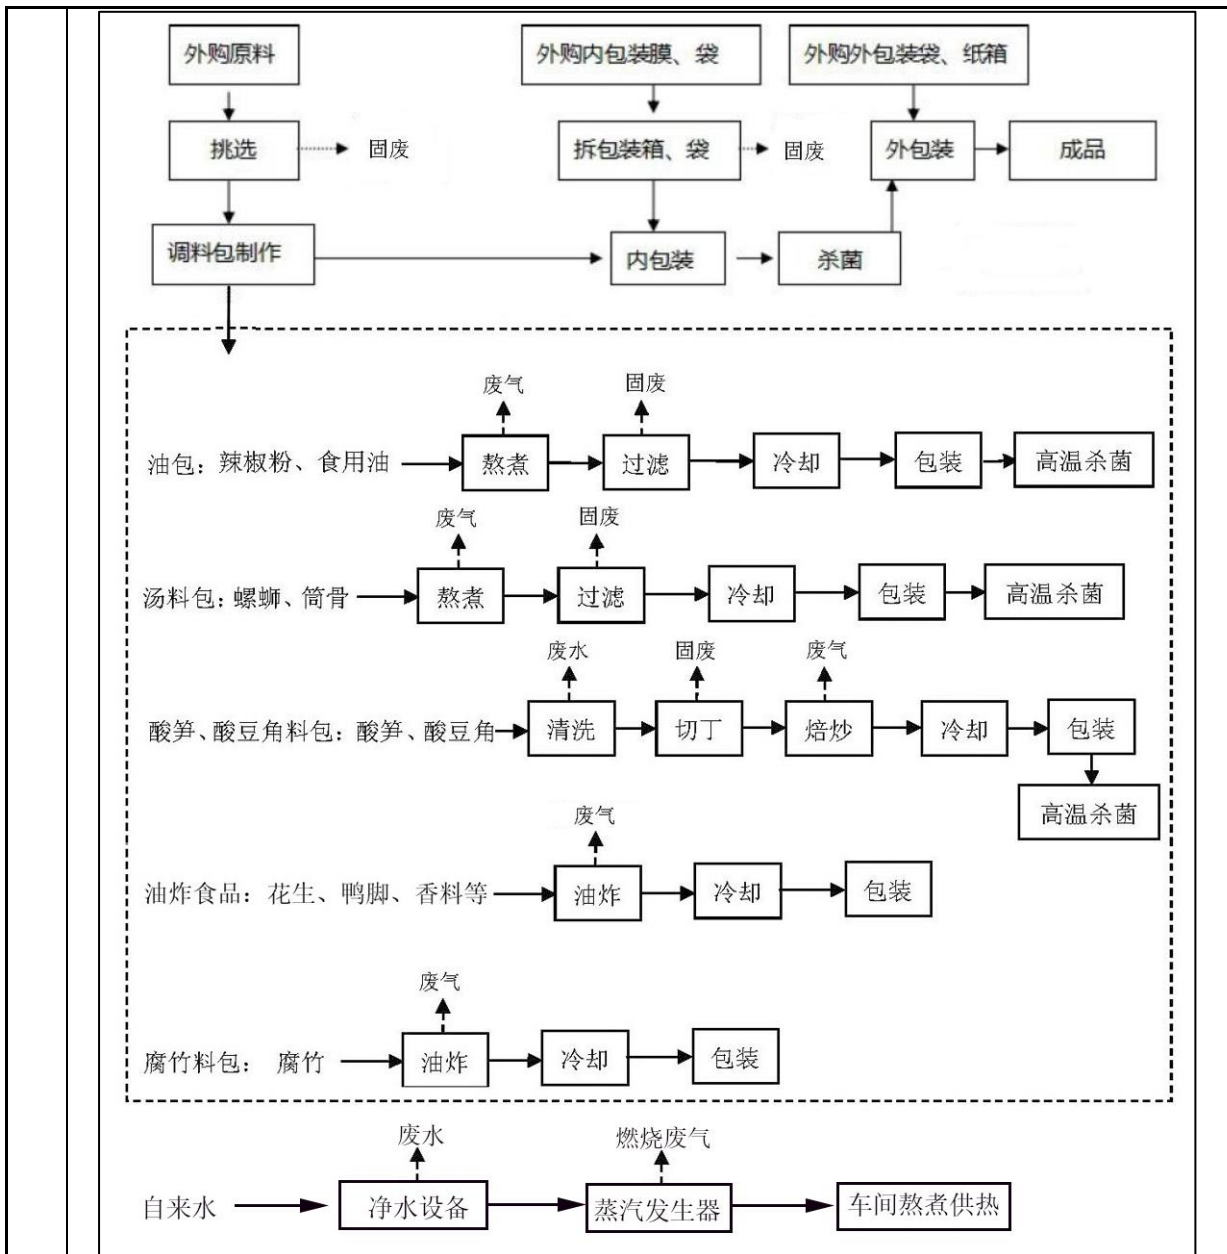 外购原料 外购内包装膜、袋 外购外包装袋、纸箱
挑选 固废 拆包装箱、袋 固废 外包装 成品
调料包制作 内包装 杀菌
废气 固废
油包：辣椒粉、食用油 熬煮 过滤 冷却 包装 高温杀菌
废气 固废
汤料包：螺蛳、筒骨 熬煮 过滤 冷却 包装 高温杀菌
废水 固废 废气
酸笋、酸豆角料包：酸笋、酸豆角 清洗 切丁 焙炒 冷却 包装
高温杀菌
废气
油炸食品：花生、鸭脚、香料等 油炸 冷却 包装
废气
腐竹料包： 腐竹 油炸 冷却 包装
废水 燃烧废气
自来水 净水设备 蒸汽发生器 车间熬煮供热